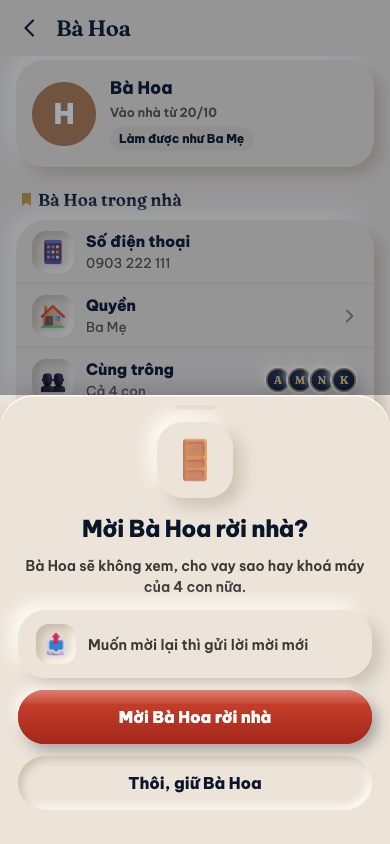 Bà Hoa
H
Bà Hoa
Vào nhà từ 20/10
Làm được như Ba Mẹ
Bà Hoa trong nhà
Số điện thoại
0903 222 111
Quyền
Ba Mẹ
Cùng trông
Cả 4 con
A M N K
Mời Bà Hoa rời nhà?
Bà Hoa sẽ không xem, cho vay sao hay khoá máy
của 4 con nữa.
Muốn mời lại thì gửi lời mời mới
Mời Bà Hoa rời nhà
Thôi, giữ Bà Hoa